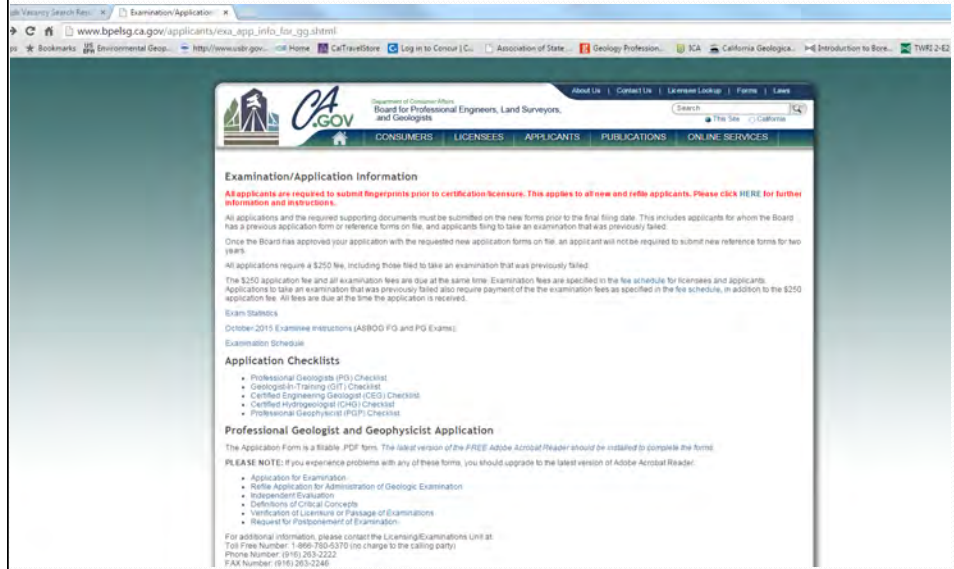 Examination/Application
www.bpelsg.ca.gov/applicants/exa_app_info_for_gg.shtml
Bookmarks Environmental Geop... http://www.usbr.gov... Home CalTravelStore Log in to Concur | C... Association of State... Geology Profession... ICA California Geologica... Introduction to Bore... TWRI 2-E2
About Us | Contact Us | Licensee Lookup | Forms | Laws
CA.GOV
Department of Consumer Affairs
Board for Professional Engineers, Land Surveyors,
and Geologists
Search
This Site California
CONSUMERS LICENSEES APPLICANTS PUBLICATIONS ONLINE SERVICES
Examination/Application Information
All applicants are required to submit fingerprints prior to certification/licensure. This applies to all new and refile applicants. Please click HERE for further
information and instructions.
All applications and the required supporting documents must be submitted on the new forms prior to the final filing date. This includes applicants for whom the Board
has a previous application form or reference forms on file, and applicants filing to take an examination that was previously failed.
Once the Board has approved your application with the requested new application forms on file, an applicant will not be required to submit new reference forms for two
years.
All applications require a $250 fee, including those filed to take an examination that was previously failed.
The $250 application fee and all examination fees are due at the same time. Examination fees are specified in the fee schedule for licensees and applicants.
Applications to take an examination that was previously failed also require payment of the the examination fees as specified in the fee schedule, in addition to the $250
application fee. All fees are due at the time the application is received.
Exam Statistics
October 2015 Examinee Instructions (ASBOG FG and PG Exams)
Examination Schedule
Application Checklists
• Professional Geologists (PG) Checklist
• Geologist-In-Training (GIT) Checklist
• Certified Engineering Geologist (CEG) Checklist
• Certified Hydrogeologist (CHG) Checklist
• Professional Geophysicist (PGP) Checklist
Professional Geologist and Geophysicist Application
The Application Form is a fillable .PDF form. The latest version of the FREE Adobe Acrobat Reader should be installed to complete the forms.
PLEASE NOTE: If you experience problems with any of these forms, you should upgrade to the latest version of Adobe Acrobat Reader.
• Application for Examination
• Refile Application for Administration of Geologic Examination
• Independent Evaluation
• Definitions of Critical Concepts
• Verification of Licensure or Passage of Examinations
• Request for Postponement of Examination
For additional information, please contact the Licensing/Examinations Unit at:
Toll Free Number: 1-866-780-5370 (no charge to the calling party)
Phone Number: (916) 263-2222
FAX Number: (916) 263-2246